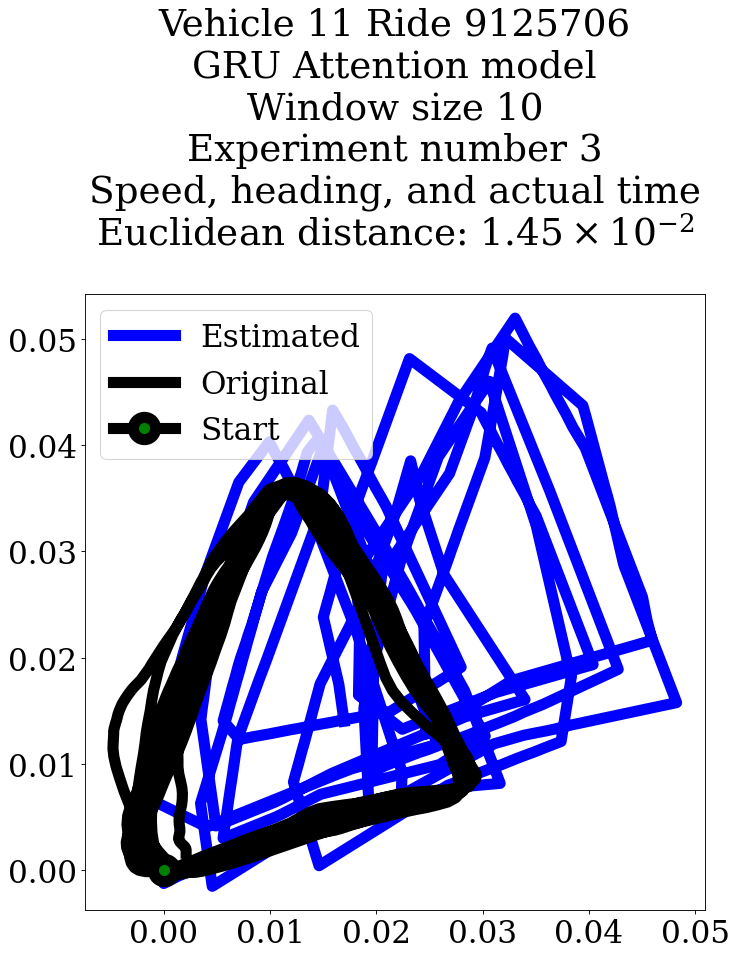 Vehicle 11 Ride 9125706
GRU Attention model
Window size 10
Experiment number 3
Speed, heading, and actual time
Euclidean distance: 1.45 × 10⁻²
Estimated
Original
Start
0.05
0.04
0.03
0.02
0.01
0.00
0.00 0.01 0.02 0.03 0.04 0.05